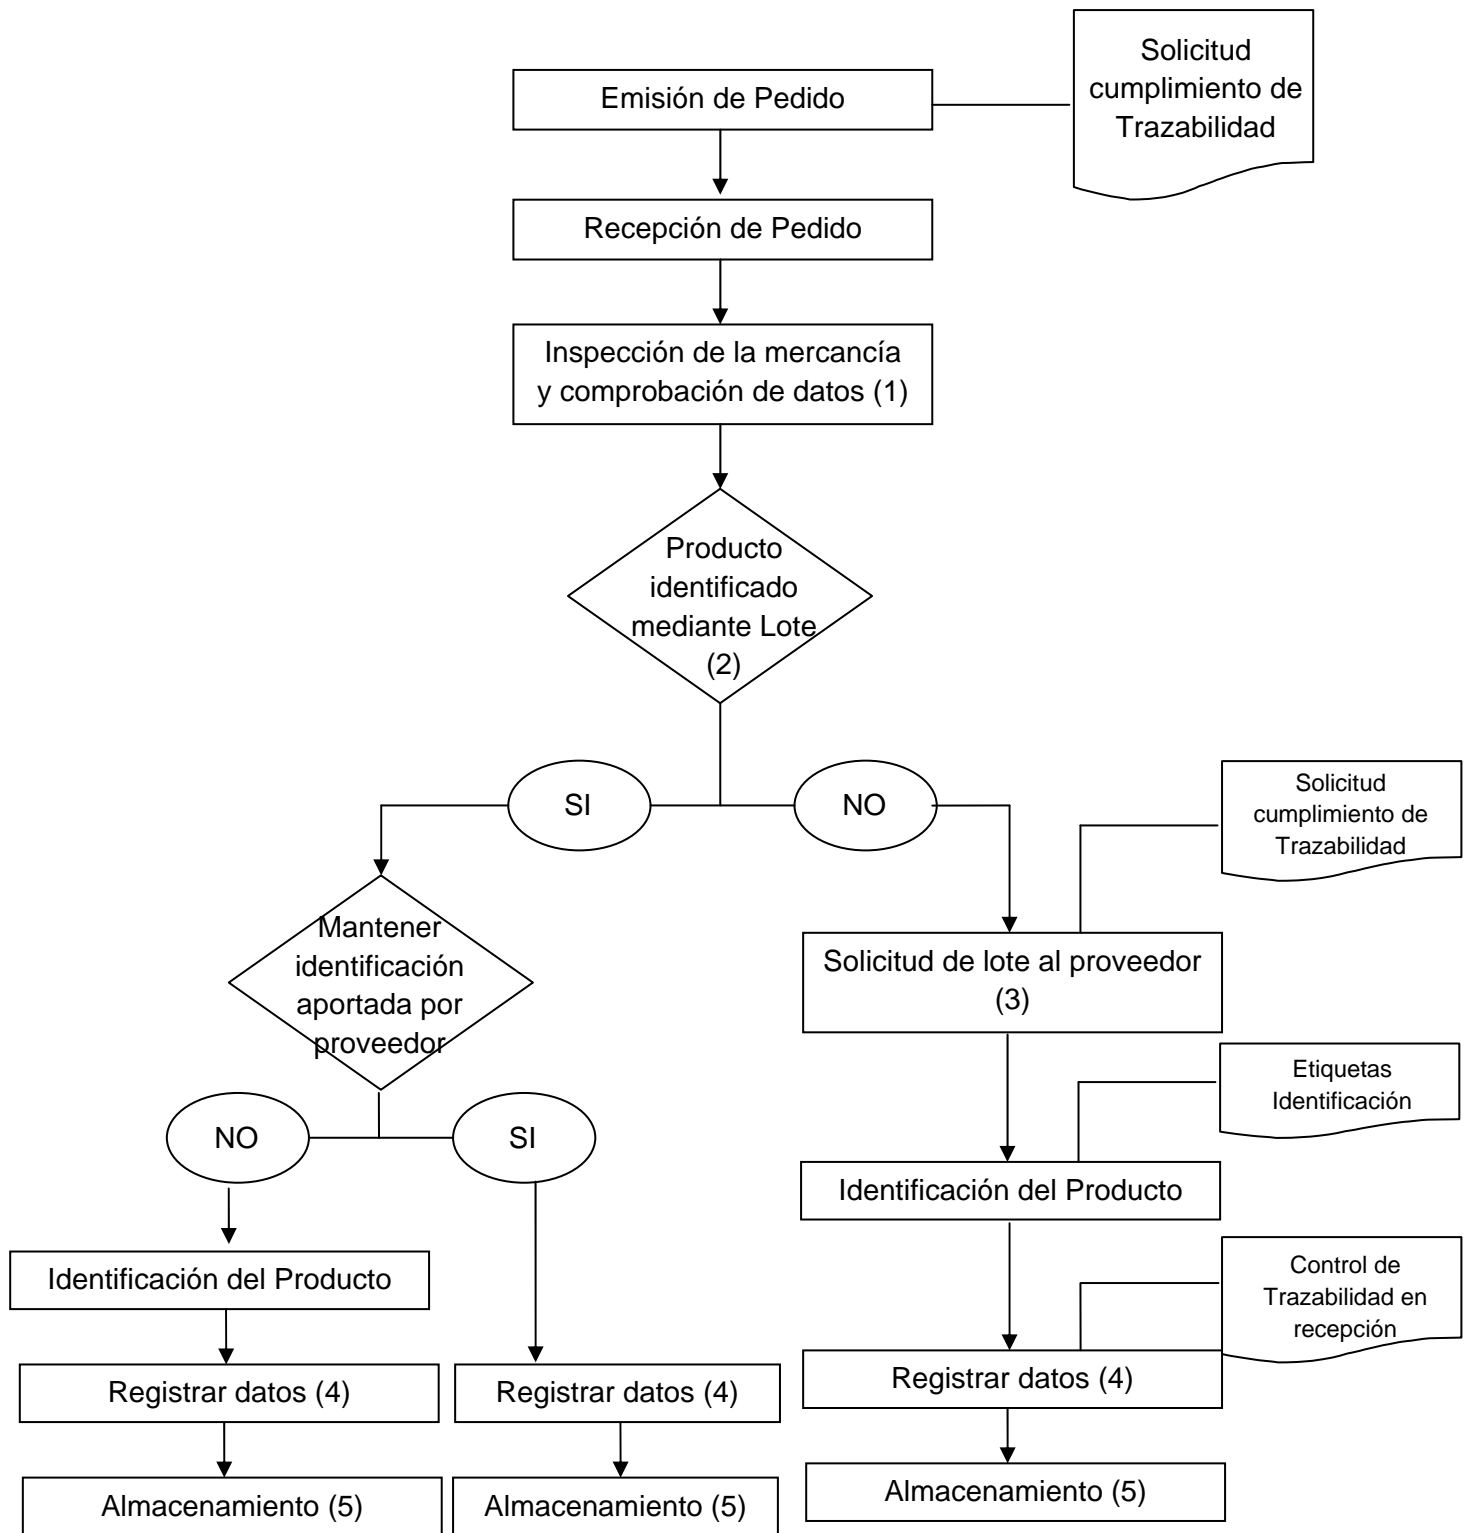 Solicitud
cumplimiento de
Trazabilidad
Emisión de Pedido
Recepción de Pedido
Inspección de la mercancía
y comprobación de datos (1)
Producto
identificado
mediante Lote
(2)
SI
NO
Solicitud
cumplimiento de
Trazabilidad
Mantener
identificación
aportada por
proveedor
Solicitud de lote al proveedor
(3)
Etiquetas
Identificación
NO
SI
Identificación del Producto
Identificación del Producto
Control de
Trazabilidad en
recepción
Registrar datos (4)
Registrar datos (4)
Registrar datos (4)
Almacenamiento (5)
Almacenamiento (5)
Almacenamiento (5)